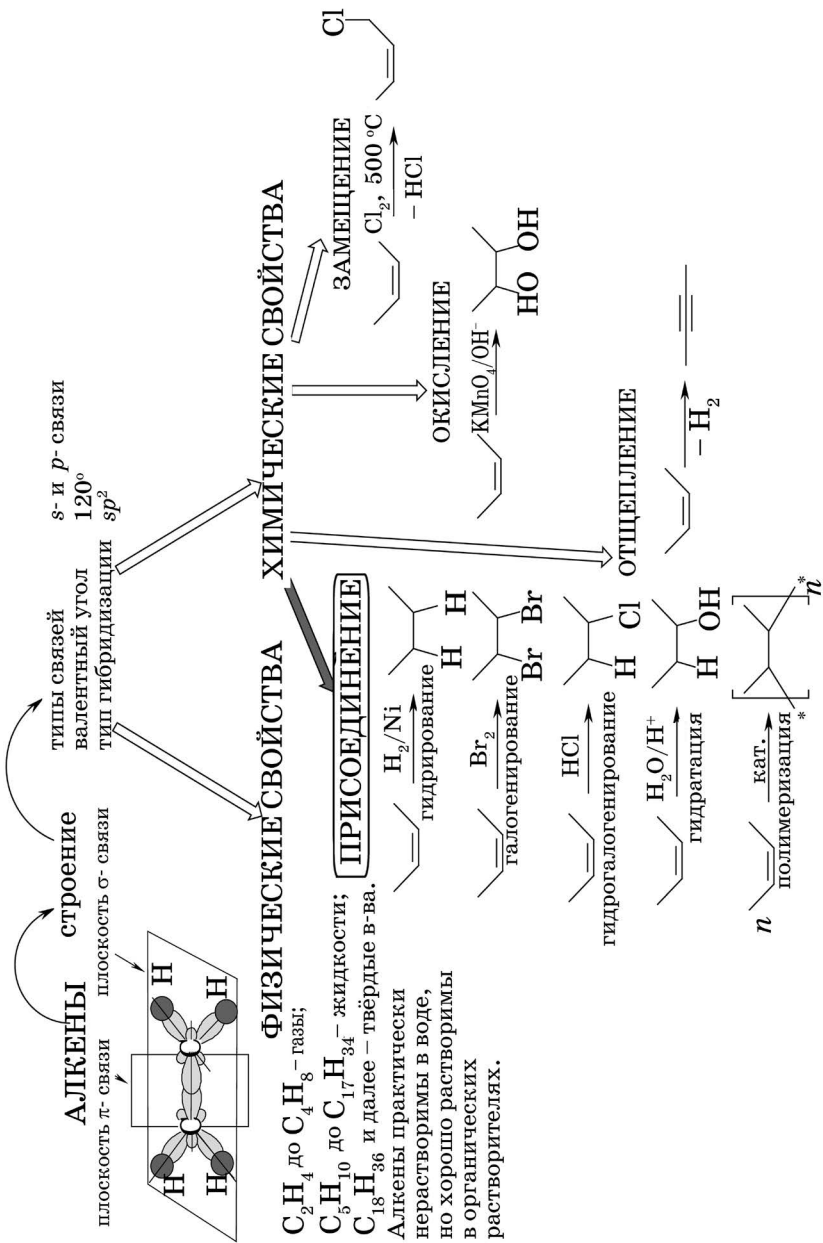 АЛКЕНЫ
строение
плоскость π- связи
плоскость σ- связи
H
H
C
C
H
H
типы связей
s- и p- связи
валентный угол
120°
тип гибридизации
sp²
ФИЗИЧЕСКИЕ СВОЙСТВА
C₂H₄ до C₄H₈ – газы;
C₅H₁₀ до C₁₇H₃₄ – жидкости;
C₁₈H₃₆ и далее – твёрдые в-ва.
Алкены практически
нерастворимы в воде,
но хорошо растворимы
в органических
растворителях.
ХИМИЧЕСКИЕ СВОЙСТВА
ПРИСОЕДИНЕНИЕ
H₂/Ni
гидрирование
H H
Br₂
галогенирование
Br Br
HCl
гидрогалогенирование
H Cl
H₂O/H⁺
гидратация
H OH
n
кат.
полимеризация
* *
n
ОТЩЕПЛЕНИЕ
– H₂
ОКИСЛЕНИЕ
KMnO₄/OH⁻
HO OH
ЗАМЕЩЕНИЕ
Cl₂, 500 °C
– HCl
Cl